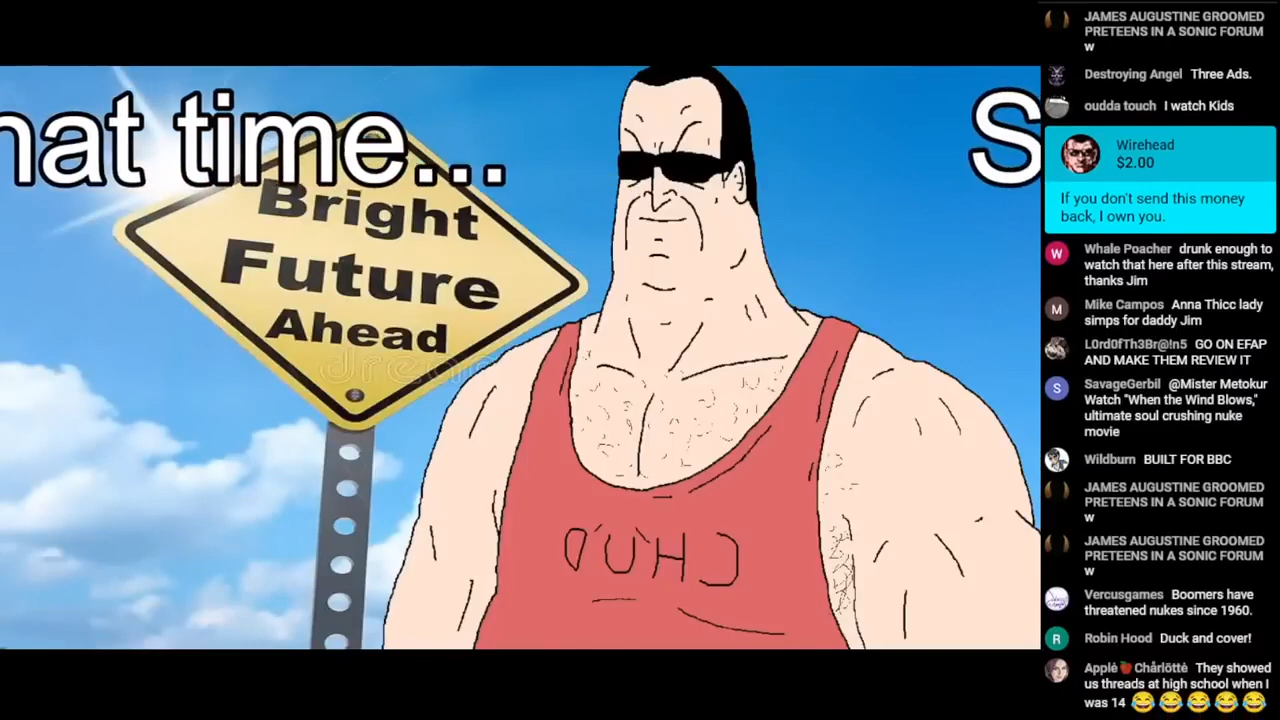 hat time...
S
Bright
Future
Ahead
dream
CHUD
JAMES AUGUSTINE GROOMED
PRETEENS IN A SONIC FORUM
w
Destroying Angel Three Ads.
oudda touch I watch Kids
Wirehead
$2.00
If you don't send this money
back, I own you.
W
Whale Poacher drunk enough to
watch that here after this stream,
thanks Jim
M
Mike Campos Anna Thicc lady
simps for daddy Jim
L0rd0fTh3Br@!n5 GO ON EFAP
AND MAKE THEM REVIEW IT
S
SavageGerbil @Mister Metokur
Watch "When the Wind Blows,"
ultimate soul crushing nuke
movie
Wildburn BUILT FOR BBC
JAMES AUGUSTINE GROOMED
PRETEENS IN A SONIC FORUM
w
JAMES AUGUSTINE GROOMED
PRETEENS IN A SONIC FORUM
w
Vercusgames Boomers have
threatened nukes since 1960.
R
Robin Hood Duck and cover!
Applė🍎Chårlöttė They showed
us threads at high school when I
was 14 😂😂😂😂😂